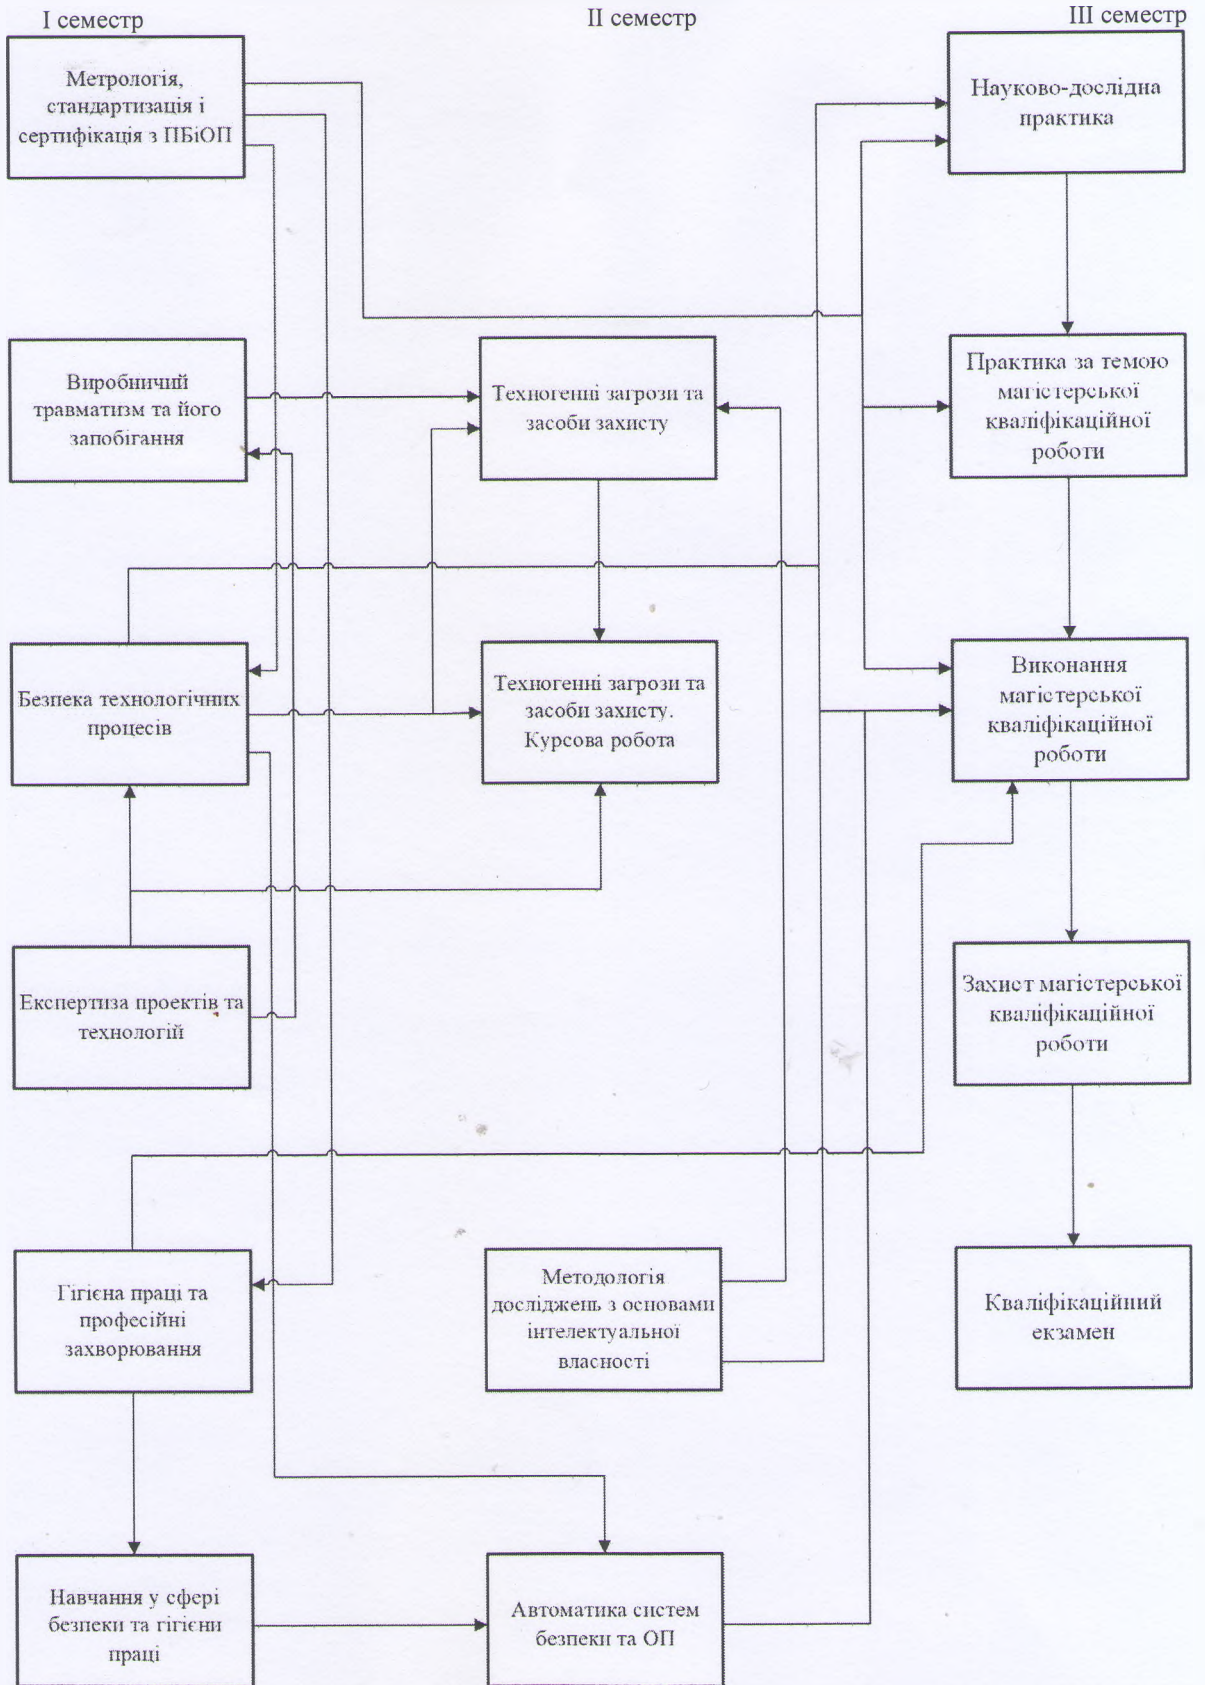 I семестр
II семестр
III семестр
Метрологія,
стандартизація і
сертифікація з ПБіОП
Науково-дослідна
практика
Виробничий
травматизм та його
запобігання
Техногенні загрози та
засоби захисту
Практика за темою
магістерської
кваліфікаційної
роботи
Безпека технологічних
процесів
Техногенні загрози та
засоби захисту.
Курсова робота
Виконання
магістерської
кваліфікаційної
роботи
Експертиза проектів та
технологій
Захист магістерської
кваліфікаційної
роботи
Гігієна праці та
професійні
захворювання
Методологія
досліджень з основами
інтелектуальної
власності
Кваліфікаційний
екзамен
Навчання у сфері
безпеки та гігієни
праці
Автоматика систем
безпеки та ОП